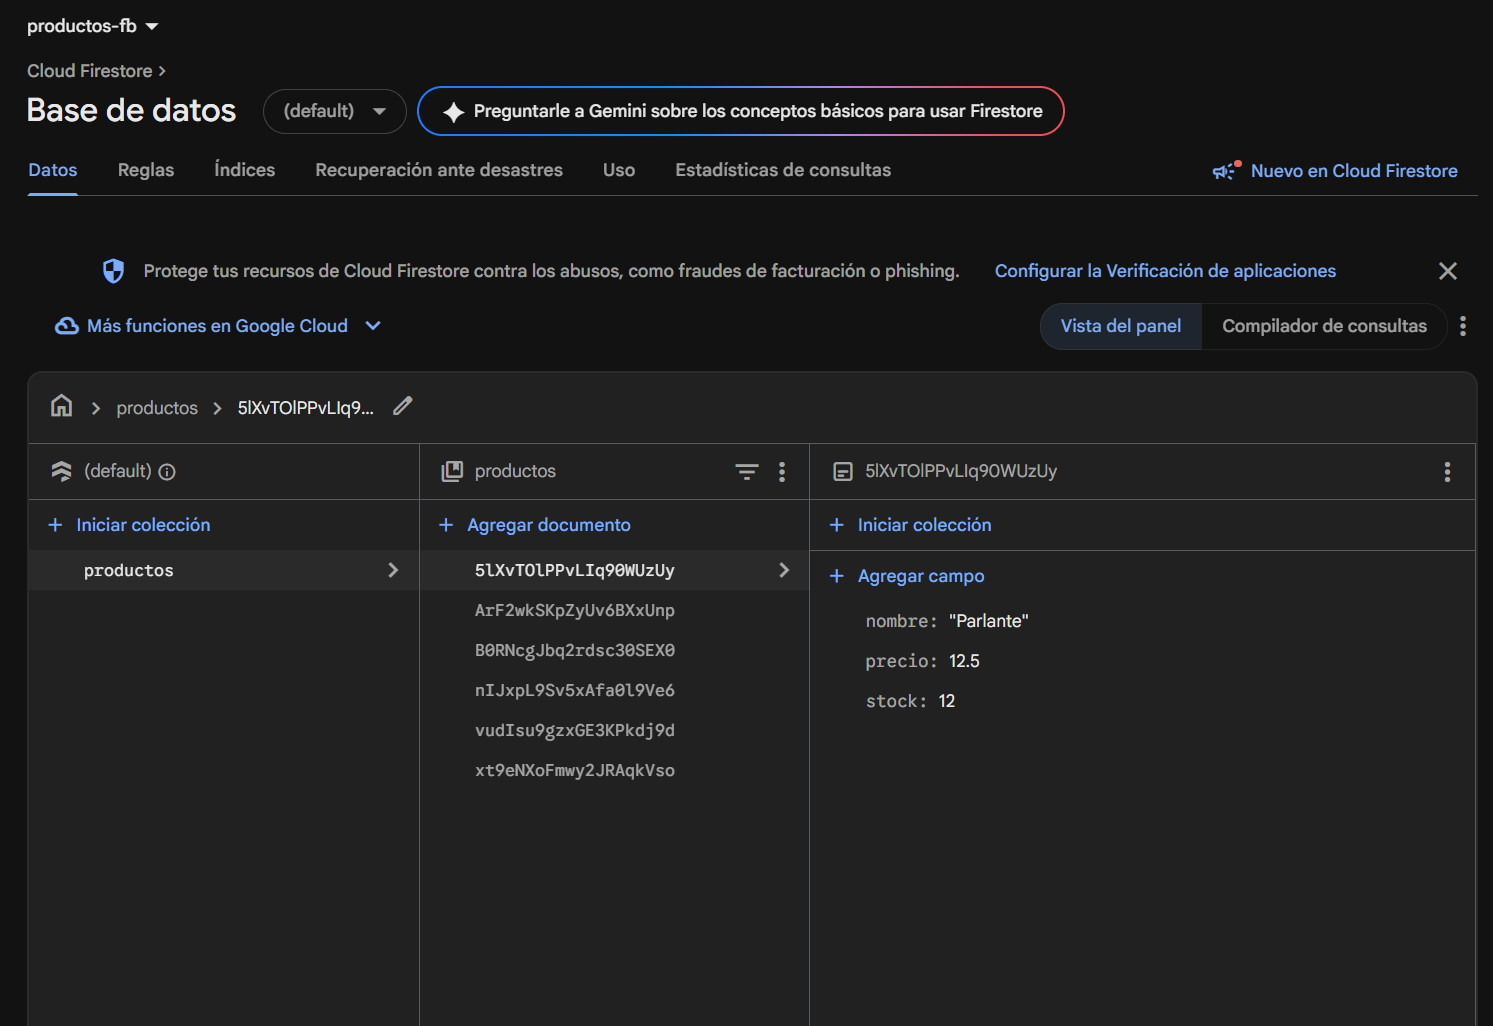 productos-fb
Cloud Firestore
Base de datos
(default)
Preguntarle a Gemini sobre los conceptos básicos para usar Firestore
Datos Reglas Índices Recuperación ante desastres Uso Estadísticas de consultas Nuevo en Cloud Firestore
Protege tus recursos de Cloud Firestore contra los abusos, como fraudes de facturación o phishing. Configurar la Verificación de aplicaciones
Más funciones en Google Cloud
Vista del panel Compilador de consultas
productos 5lXvTOlPPvLIq9...
(default)
+ Iniciar colección
productos
productos
+ Agregar documento
5lXvTOlPPvLIq90WUzUy
ArF2wkSKpZyUv6BXxUnp
B0RNcgJbq2rdsc30SEX0
nIJxpL9Sv5xAfa0l9Ve6
vudIsu9gzxGE3KPkdj9d
xt9eNXoFmwy2JRAqkVso
5lXvTOlPPvLIq90WUzUy
+ Iniciar colección
+ Agregar campo
nombre: "Parlante"
precio: 12.5
stock: 12